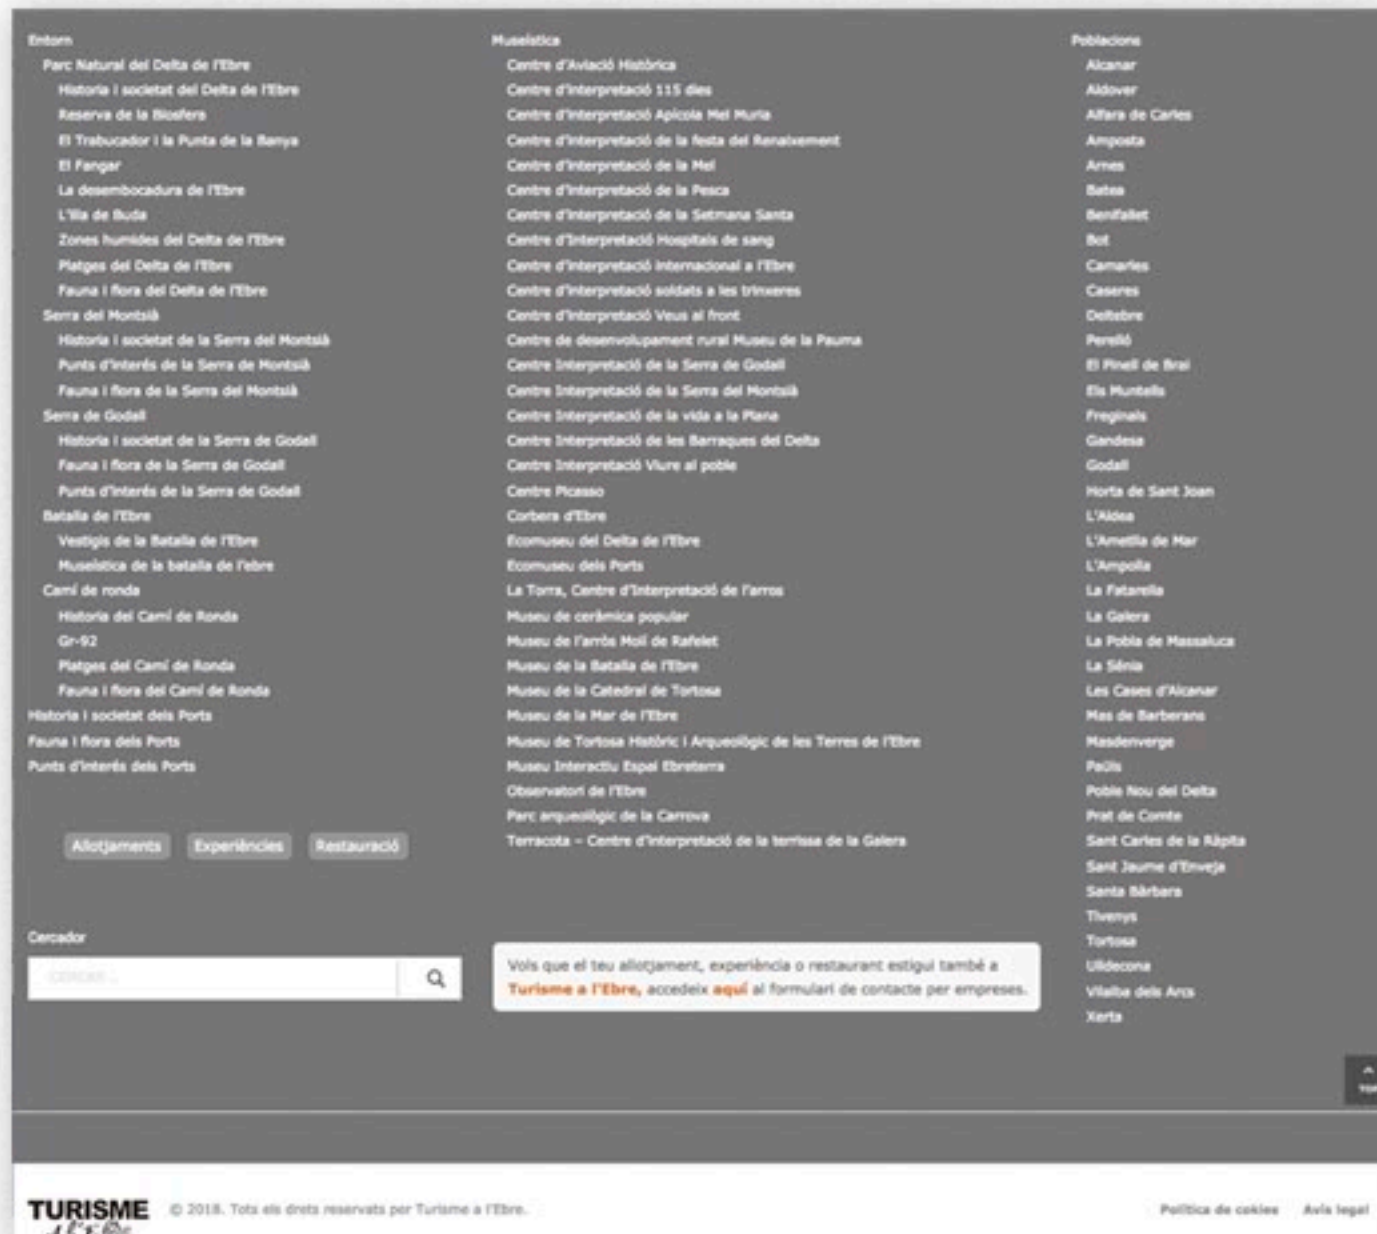 Entorn
Parc Natural del Delta de l'Ebre
Historia i societat del Delta de l'Ebre
Reserva de la Biosfera
El Trabucador i la Punta de la Banya
El Fangar
La desembocadura de l'Ebre
L'illa de Buda
Zones humides del Delta de l'Ebre
Platges del Delta de l'Ebre
Fauna i flora del Delta de l'Ebre
Serra del Montsià
Historia i societat de la Serra del Montsià
Punts d'interés de la Serra de Montsià
Fauna i flora de la Serra del Montsià
Serra de Godall
Historia i societat de la Serra de Godall
Fauna i flora de la Serra de Godall
Punts d'interés de la Serra de Godall
Batalla de l'Ebre
Vestigis de la Batalla de l'Ebre
Museística de la batalla de l'ebre
Camí de ronda
Historia del Camí de Ronda
Gr-92
Platges del Camí de Ronda
Fauna i flora del Camí de Ronda
Historia i societat dels Ports
Fauna i flora dels Ports
Punts d'interés dels Ports
Allotjaments Experiències Restauració
Cercador
cercar ...
Museística
Centre d'Aviació Històrica
Centre d'interpretació 115 dies
Centre d'interpretació Apícola Mel Muria
Centre d'interpretació de la festa del Renaixement
Centre d'interpretació de la Mel
Centre d'interpretació de la Pesca
Centre d'interpretació de la Setmana Santa
Centre d'Interpretació Hospitals de sang
Centre d'interpretació internacional a l'Ebre
Centre d'interpretació soldats a les trinxeres
Centre d'interpretació Veus al front
Centre de desenvolupament rural Museu de la Pauma
Centre Interpretació de la Serra de Godall
Centre Interpretació de la Serra del Montsià
Centre Interpretació de la vida a la Plana
Centre Interpretació de les Barraques del Delta
Centre Interpretació Viure al poble
Centre Picasso
Corbera d'Ebre
Ecomuseu del Delta de l'Ebre
Ecomuseu dels Ports
La Torra, Centre d'Interpretació de l'arros
Museu de ceràmica popular
Museu de l'arròs Molí de Rafelet
Museu de la Batalla de l'Ebre
Museu de la Catedral de Tortosa
Museu de la Mar de l'Ebre
Museu de Tortosa Històric i Arqueològic de les Terres de l'Ebre
Museu Interactiu Espai Ebreterra
Observatori de l'Ebre
Parc arqueològic de la Carrova
Terracota – Centre d'interpretació de la terrissa de la Galera
Vols que el teu allotjament, experiència o restaurant estigui també a
Turisme a l'Ebre, accedeix aquí al formulari de contacte per empreses.
Poblacions
Alcanar
Aldover
Alfara de Carles
Amposta
Arnes
Batea
Benifallet
Bot
Camarles
Caseres
Deltebre
Perelló
El Pinell de Brai
Els Muntells
Freginals
Gandesa
Godall
Horta de Sant Joan
L'Aldea
L'Ametlla de Mar
L'Ampolla
La Fatarella
La Galera
La Pobla de Massaluca
La Sénia
Les Cases d'Alcanar
Mas de Barberans
Masdenverge
Paüls
Poble Nou del Delta
Prat de Comte
Sant Carles de la Ràpita
Sant Jaume d'Enveja
Santa Bàrbara
Tivenys
Tortosa
Ulldecona
Vilalba dels Arcs
Xerta
TOP
TURISME
a l'Ebre
© 2018. Tots els drets reservats per Turisme a l'Ebre.
Política de cokies Avis legal